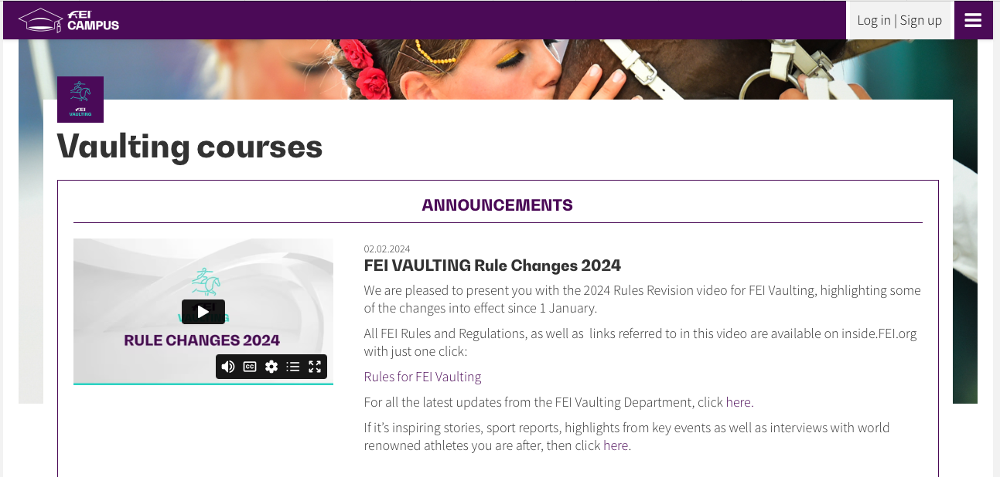 FEI
CAMPUS
Log in | Sign up
FEI
VAULTING
Vaulting courses
ANNOUNCEMENTS
FEI
VAULTING
RULE CHANGES 2024
CC
02.02.2024
FEI VAULTING Rule Changes 2024
We are pleased to present you with the 2024 Rules Revision video for FEI Vaulting, highlighting some
of the changes into effect since 1 January.
All FEI Rules and Regulations, as well as  links referred to in this video are available on inside.FEI.org
with just one click:
Rules for FEI Vaulting
For all the latest updates from the FEI Vaulting Department, click here.
If it’s inspiring stories, sport reports, highlights from key events as well as interviews with world
renowned athletes you are after, then click here.